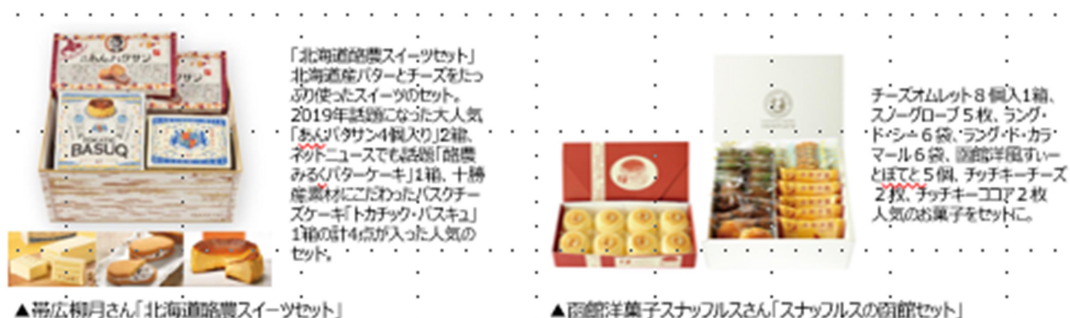 「北海道酪農スイーツセット」
北海道産バターとチーズをたっ
ぷり使ったスイーツのセット。
2019年話題になった大人気
「あんバタサン4個入り」2箱、
ネットニュースでも話題「酪農
みるくバターケーキ」1箱、十勝
産素材にこだわったバスクチー
ズケーキ「トカチック・バスキュ」
1箱の計4点が入った人気の
セット。
▲帯広柳月さん「北海道酪農スイーツセット」
チーズオムレット8個入1箱、
スノーグローブ5枚、ラング・
ド・シー6袋、ラング・ド・カラ
マール6袋、函館洋風すぃー
とぽてと5個、チッチキーチーズ
2枚、チッチキーココア2枚
人気のお菓子をセットに。
▲函館洋菓子スナッフルスさん「スナッフルスの函館セット」
あんバタサン
BASUQ